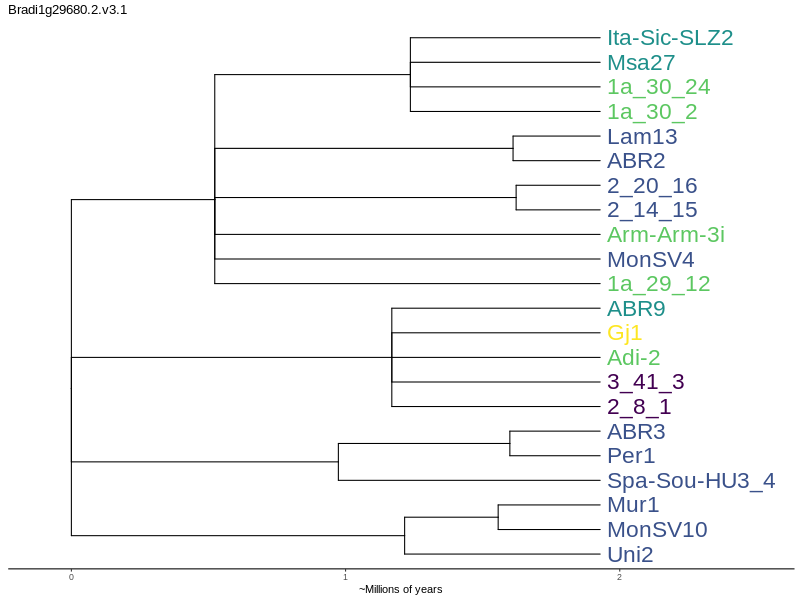 Bradi1g29680.2.v3.1
Ita-Sic-SLZ2
Msa27
1a_30_24
1a_30_2
Lam13
ABR2
2_20_16
2_14_15
Arm-Arm-3i
MonSV4
1a_29_12
ABR9
Gj1
Adi-2
3_41_3
2_8_1
ABR3
Per1
Spa-Sou-HU3_4
Mur1
MonSV10
Uni2
0 1 2
~Millions of years